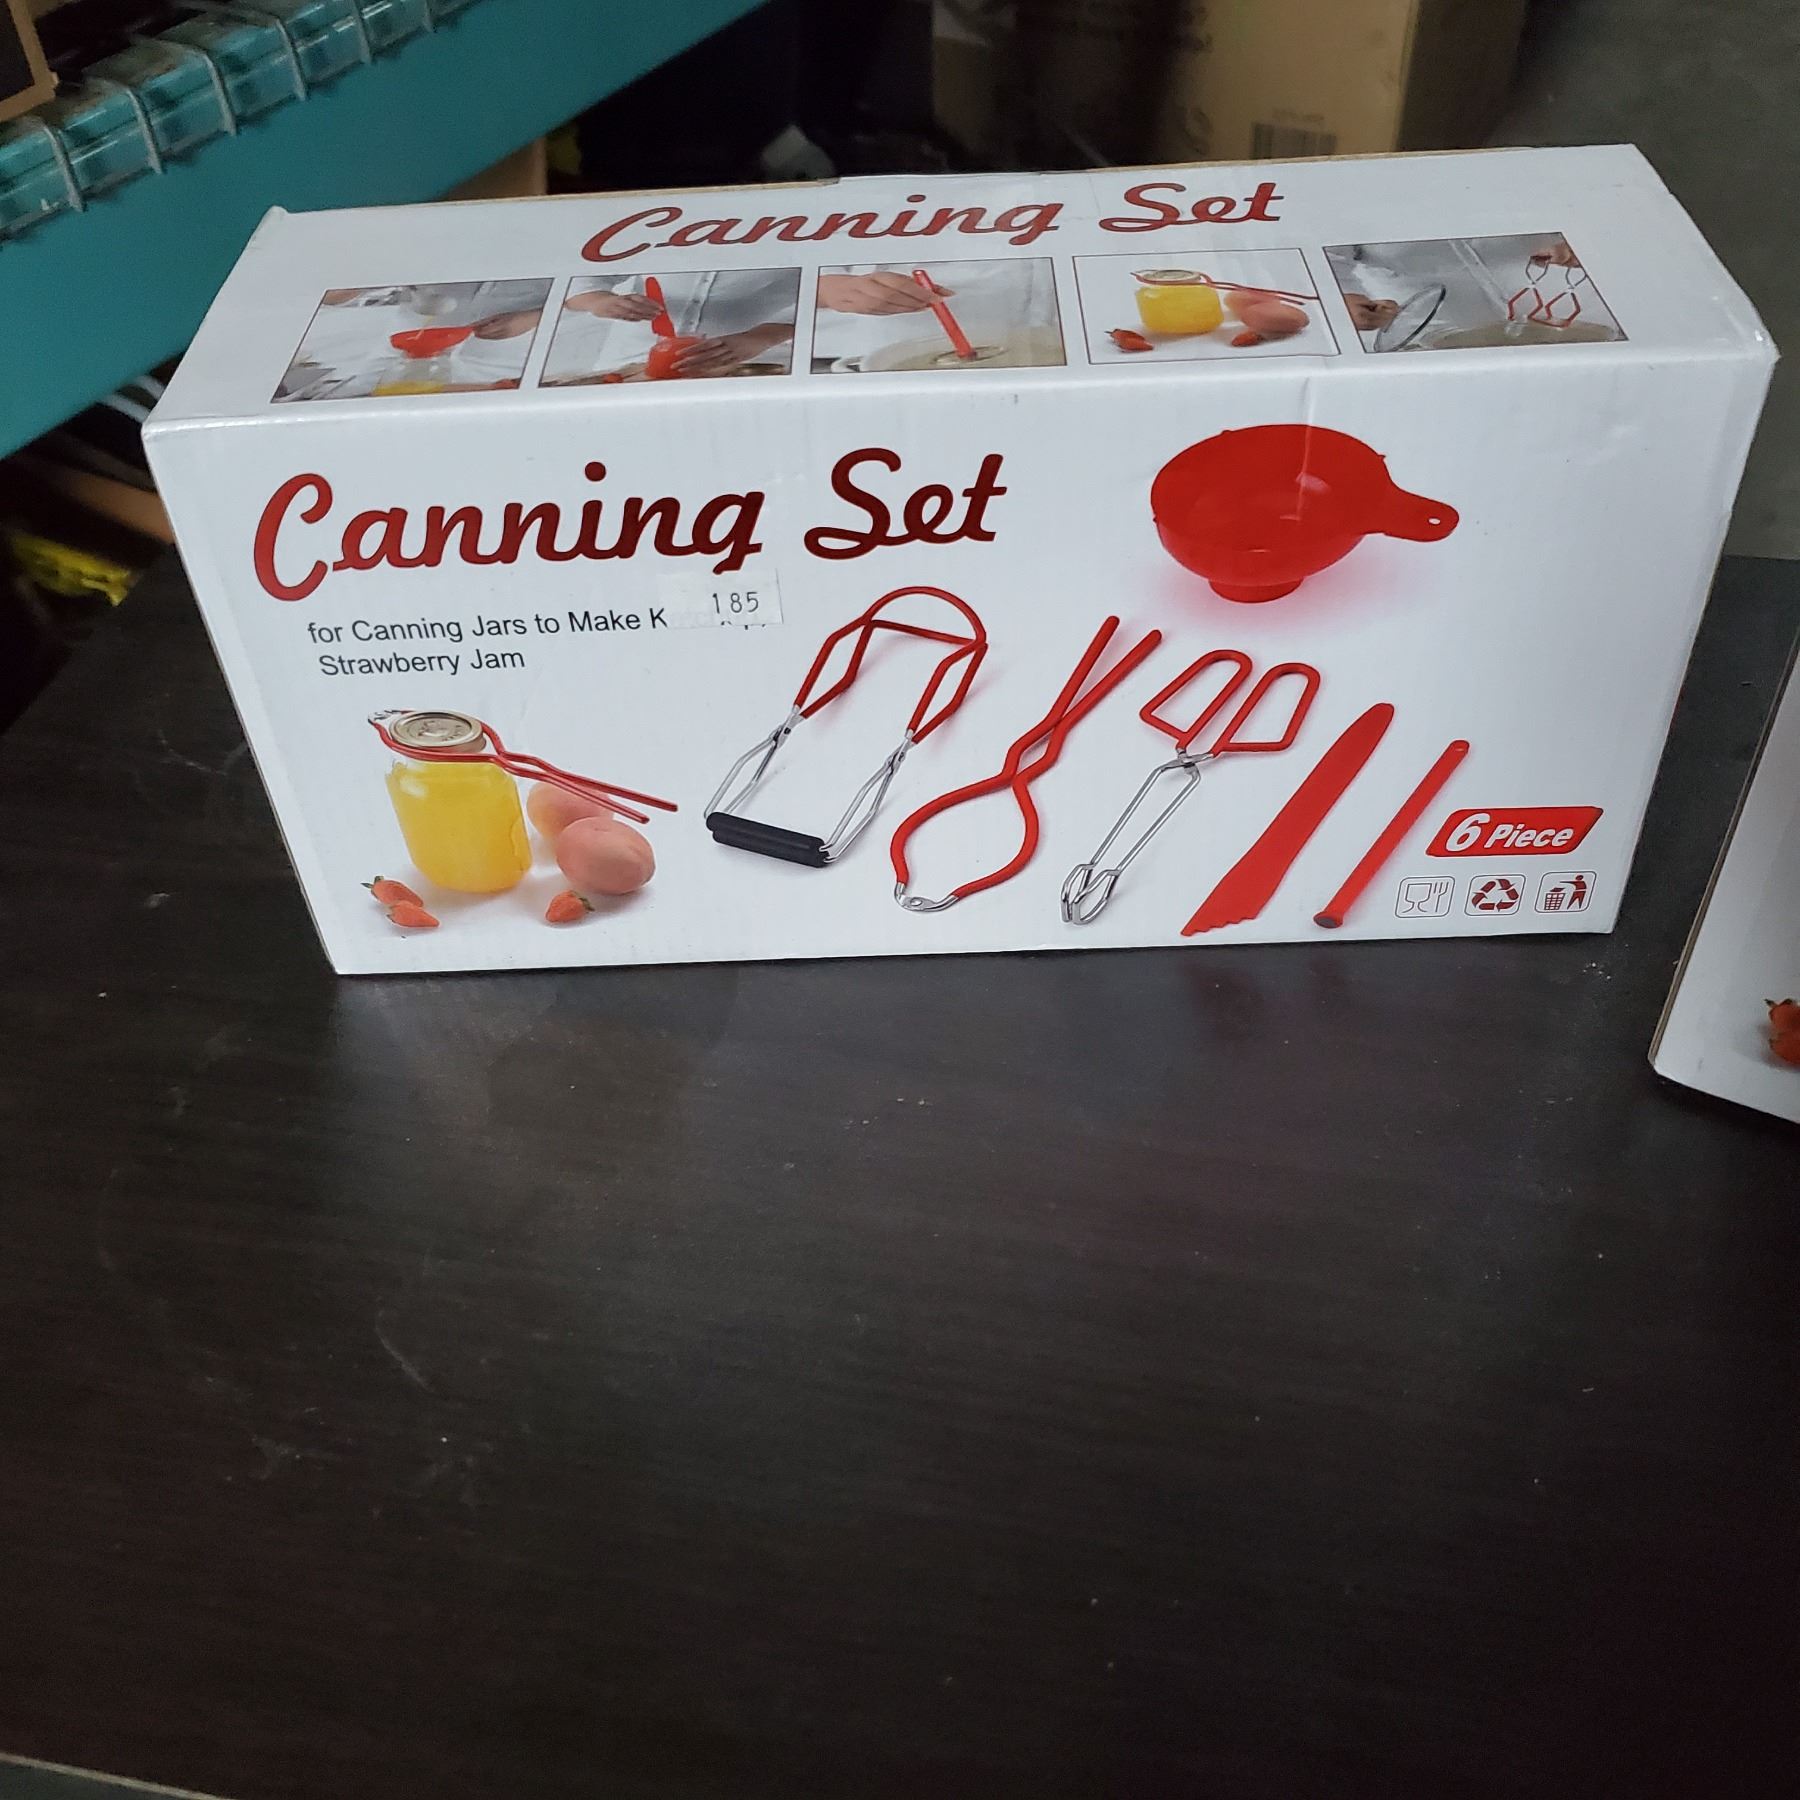 Canning Set
Canning Set
for Canning Jars to Make K
185
Strawberry Jam
6 Piece